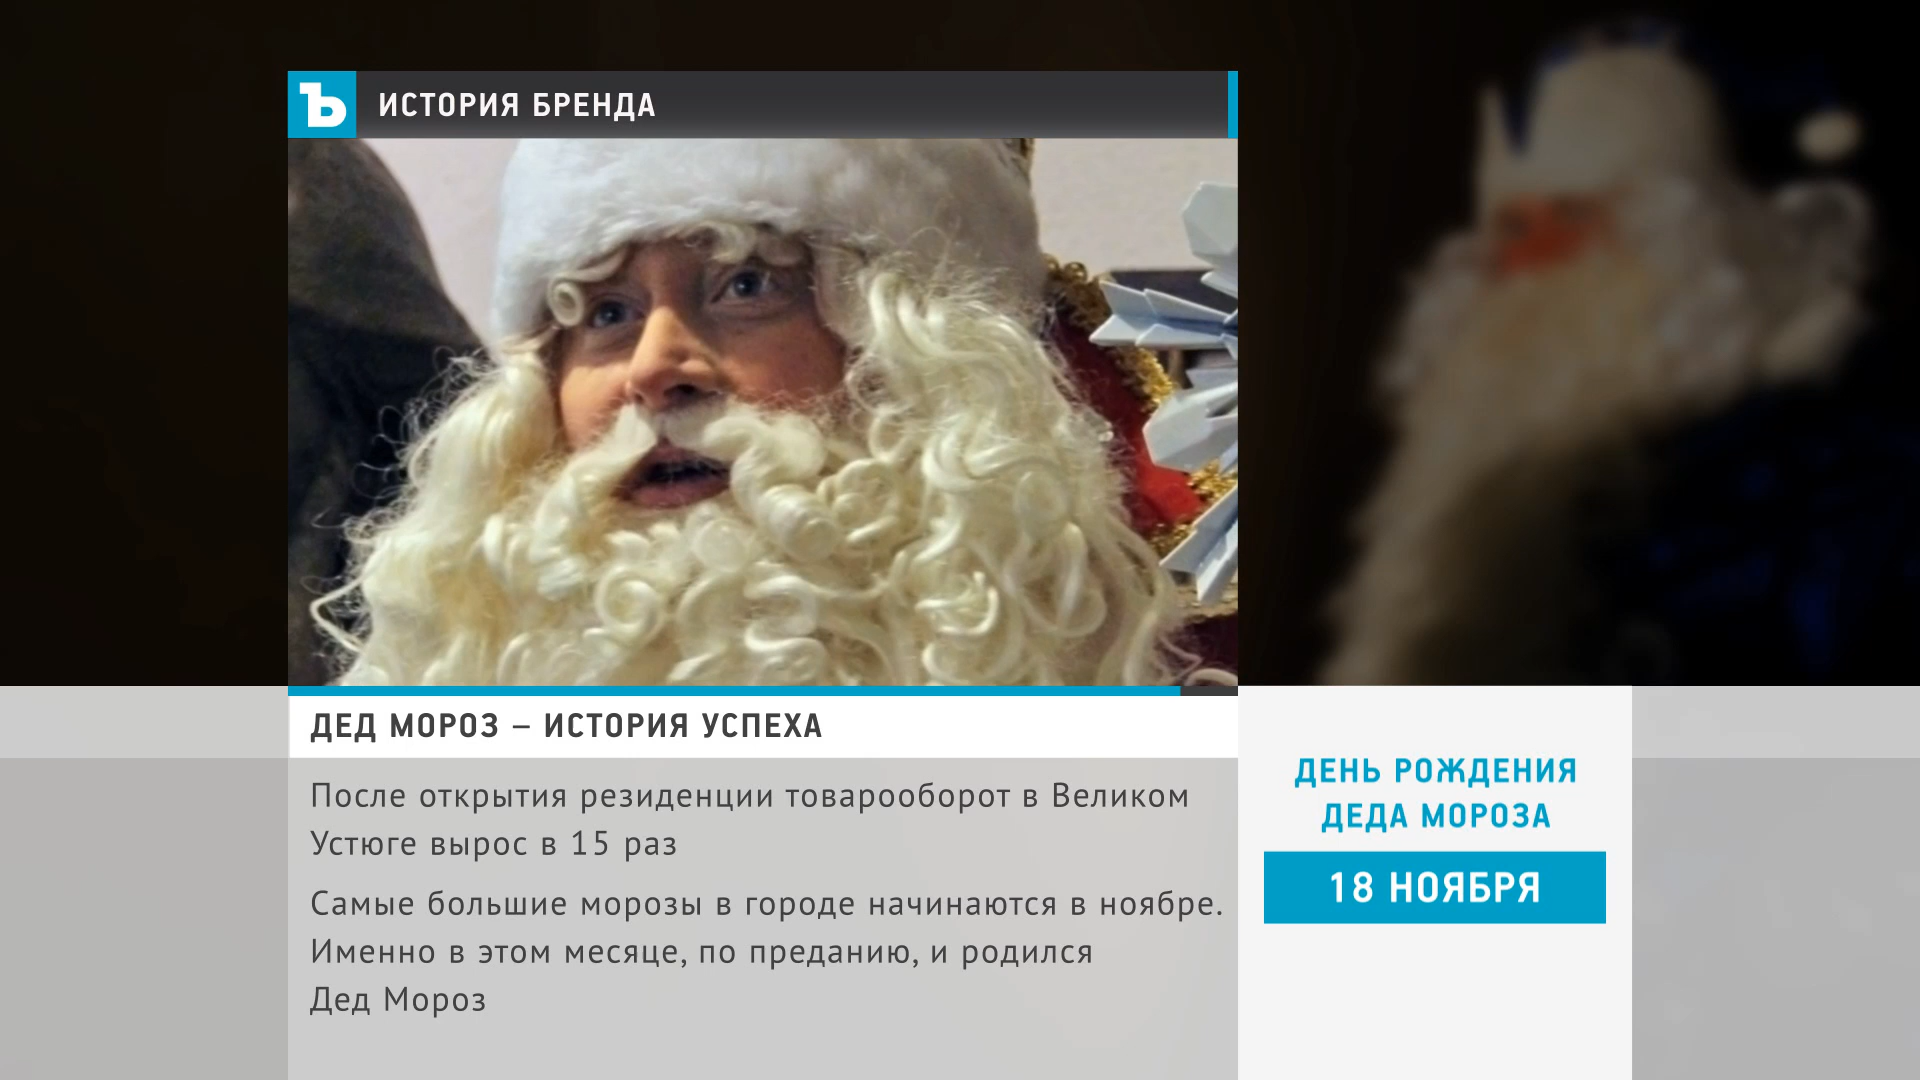 Ъ ИСТОРИЯ БРЕНДА
ДЕД МОРОЗ – ИСТОРИЯ УСПЕХА
После открытия резиденции товарооборот в Великом
Устюге вырос в 15 раз
Самые большие морозы в городе начинаются в ноябре.
Именно в этом месяце, по преданию, и родился
Дед Мороз
ДЕНЬ РОЖДЕНИЯ
ДЕДА МОРОЗА
18 НОЯБРЯ